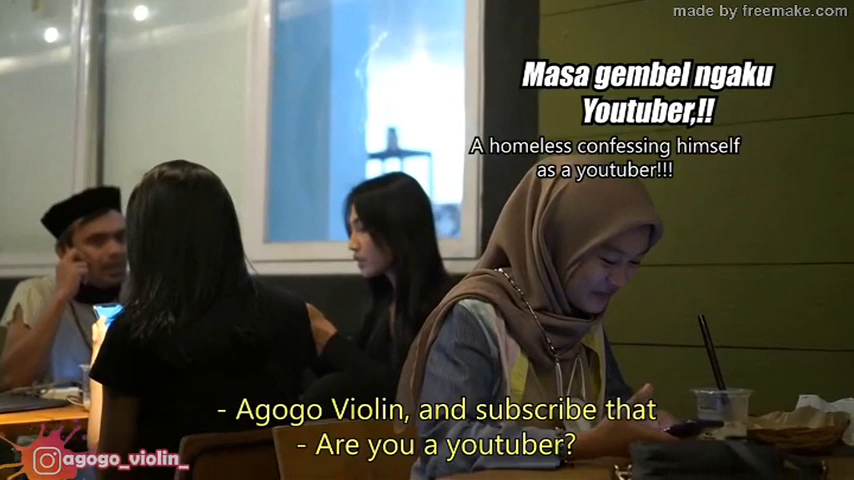 made by freemake.com
Masa gembel ngaku
Youtuber,!!
A homeless confessing himself
as a youtuber!!!
- Agogo Violin, and subscribe that
- Are you a youtuber?
agogo_violin_